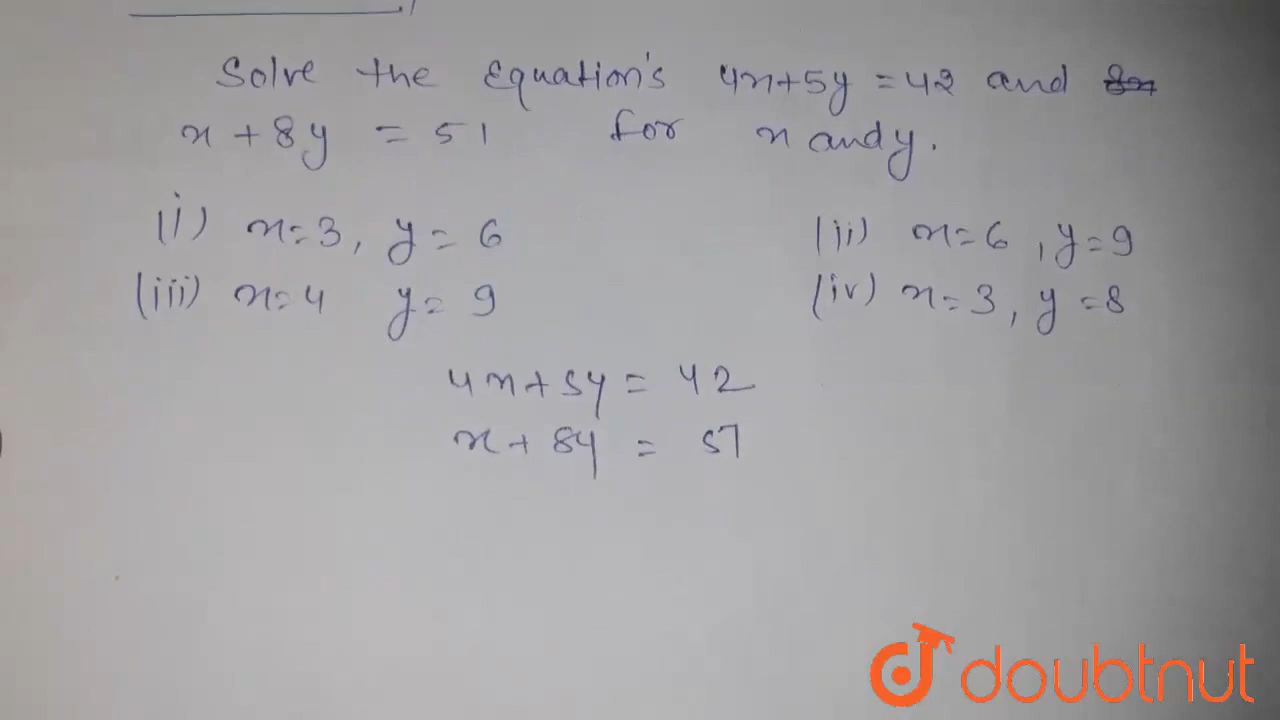 Solve the Equation's 4x+5y = 42 and
x + 8y = 51 for x and y.
(i) x=3, y = 6 (ii) x=6, y=9
(iii) x=4 y= 9 (iv) x=3, y=8
4x+5y = 42
x+ 8y = 57
doubtnut